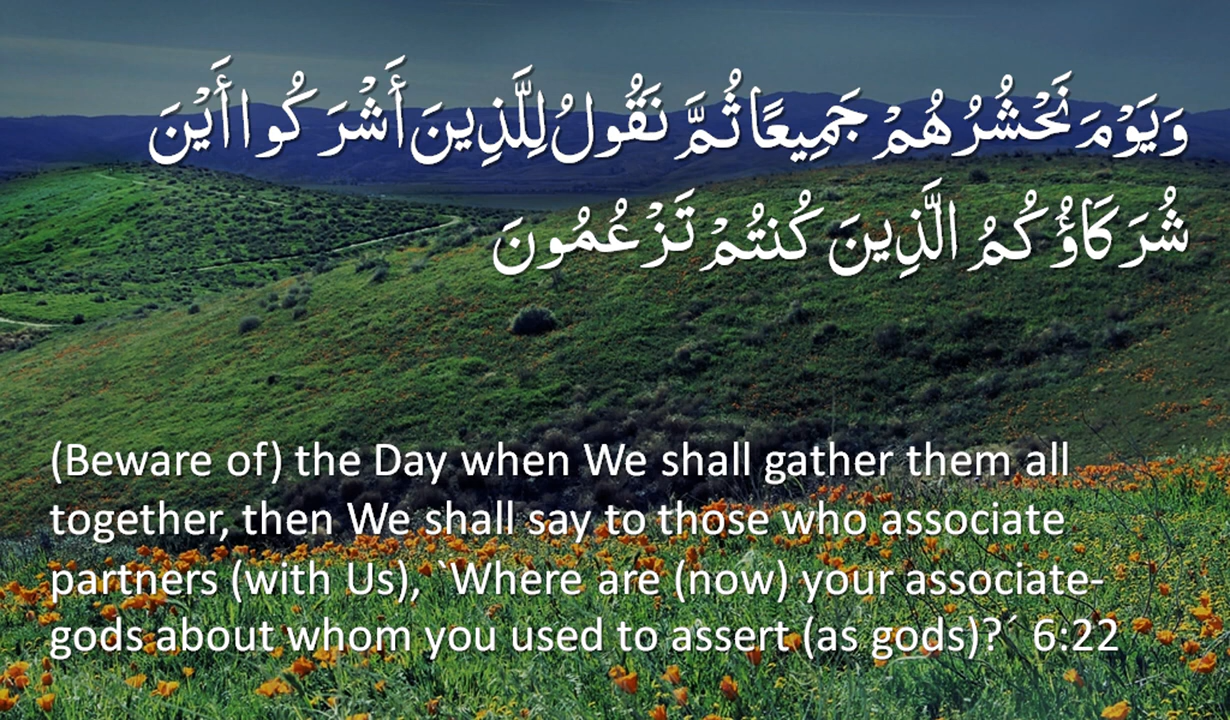 وَيَوْمَ نَحْشُرُهُمْ جَمِيعًا ثُمَّ نَقُولُ لِلَّذِينَ أَشْرَكُوا أَيْنَ
شُرَكَاؤُكُمُ الَّذِينَ كُنتُمْ تَزْعُمُونَ
(Beware of) the Day when We shall gather them all
together, then We shall say to those who associate
partners (with Us), `Where are (now) your associate-
gods about whom you used to assert (as gods)?´ 6:22